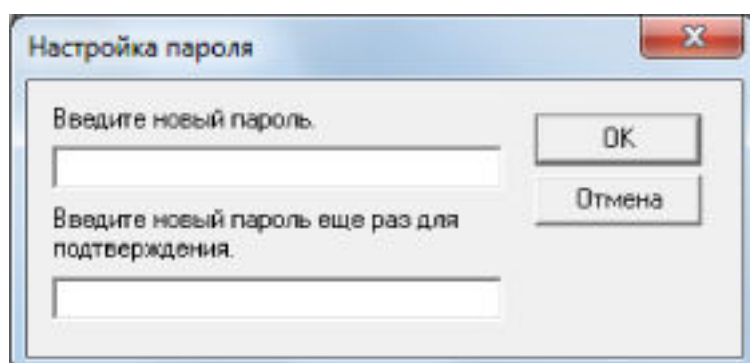 Настройка пароля
Введите новый пароль.
OK
Отмена
Введите новый пароль еще раз для
подтверждения.